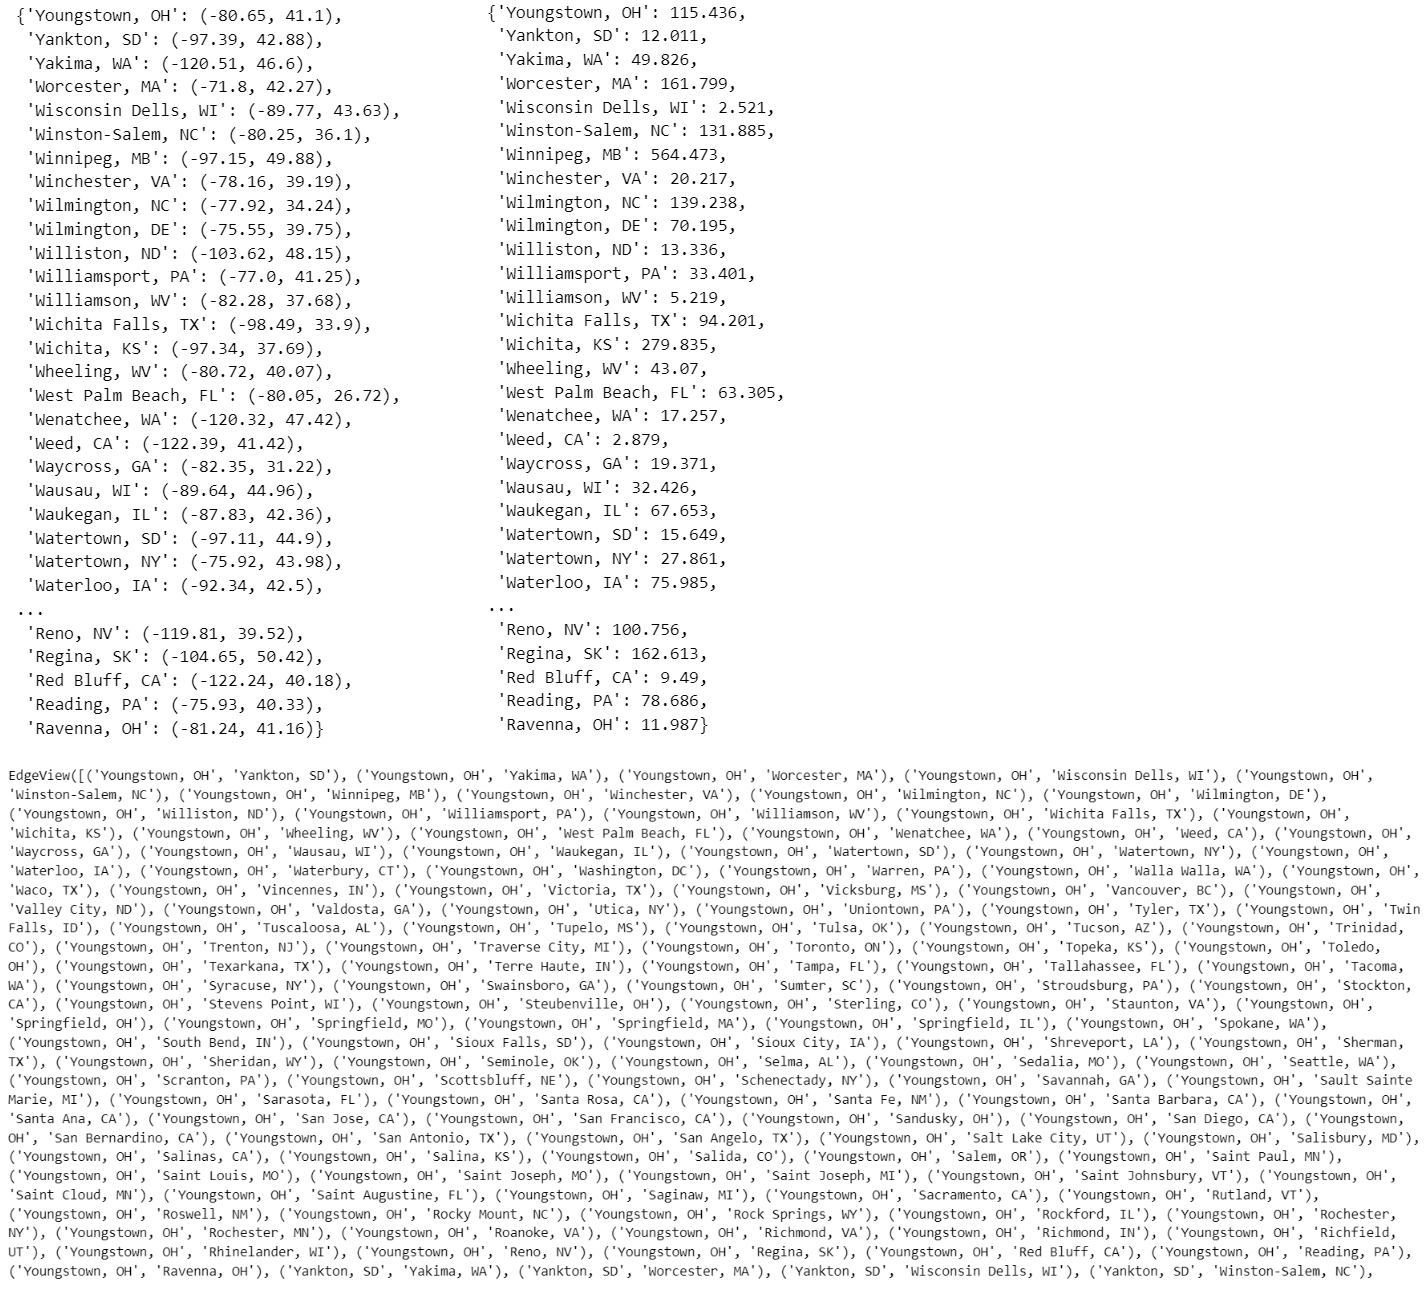 {'Youngstown, OH': (-80.65, 41.1),
'Yankton, SD': (-97.39, 42.88),
'Yakima, WA': (-120.51, 46.6),
'Worcester, MA': (-71.8, 42.27),
'Wisconsin Dells, WI': (-89.77, 43.63),
'Winston-Salem, NC': (-80.25, 36.1),
'Winnipeg, MB': (-97.15, 49.88),
'Winchester, VA': (-78.16, 39.19),
'Wilmington, NC': (-77.92, 34.24),
'Wilmington, DE': (-75.55, 39.75),
'Williston, ND': (-103.62, 48.15),
'Williamsport, PA': (-77.0, 41.25),
'Williamson, WV': (-82.28, 37.68),
'Wichita Falls, TX': (-98.49, 33.9),
'Wichita, KS': (-97.34, 37.69),
'Wheeling, WV': (-80.72, 40.07),
'West Palm Beach, FL': (-80.05, 26.72),
'Wenatchee, WA': (-120.32, 47.42),
'Weed, CA': (-122.39, 41.42),
'Waycross, GA': (-82.35, 31.22),
'Wausau, WI': (-89.64, 44.96),
'Waukegan, IL': (-87.83, 42.36),
'Watertown, SD': (-97.11, 44.9),
'Watertown, NY': (-75.92, 43.98),
'Waterloo, IA': (-92.34, 42.5),
...
'Reno, NV': (-119.81, 39.52),
'Regina, SK': (-104.65, 50.42),
'Red Bluff, CA': (-122.24, 40.18),
'Reading, PA': (-75.93, 40.33),
'Ravenna, OH': (-81.24, 41.16)}
{'Youngstown, OH': 115.436,
'Yankton, SD': 12.011,
'Yakima, WA': 49.826,
'Worcester, MA': 161.799,
'Wisconsin Dells, WI': 2.521,
'Winston-Salem, NC': 131.885,
'Winnipeg, MB': 564.473,
'Winchester, VA': 20.217,
'Wilmington, NC': 139.238,
'Wilmington, DE': 70.195,
'Williston, ND': 13.336,
'Williamsport, PA': 33.401,
'Williamson, WV': 5.219,
'Wichita Falls, TX': 94.201,
'Wichita, KS': 279.835,
'Wheeling, WV': 43.07,
'West Palm Beach, FL': 63.305,
'Wenatchee, WA': 17.257,
'Weed, CA': 2.879,
'Waycross, GA': 19.371,
'Wausau, WI': 32.426,
'Waukegan, IL': 67.653,
'Watertown, SD': 15.649,
'Watertown, NY': 27.861,
'Waterloo, IA': 75.985,
...
'Reno, NV': 100.756,
'Regina, SK': 162.613,
'Red Bluff, CA': 9.49,
'Reading, PA': 78.686,
'Ravenna, OH': 11.987}
EdgeView([('Youngstown, OH', 'Yankton, SD'), ('Youngstown, OH', 'Yakima, WA'), ('Youngstown, OH', 'Worcester, MA'), ('Youngstown, OH', 'Wisconsin Dells, WI'), ('Youngstown, OH',
'Winston-Salem, NC'), ('Youngstown, OH', 'Winnipeg, MB'), ('Youngstown, OH', 'Winchester, VA'), ('Youngstown, OH', 'Wilmington, NC'), ('Youngstown, OH', 'Wilmington, DE'),
('Youngstown, OH', 'Williston, ND'), ('Youngstown, OH', 'Williamsport, PA'), ('Youngstown, OH', 'Williamson, WV'), ('Youngstown, OH', 'Wichita Falls, TX'), ('Youngstown, OH',
'Wichita, KS'), ('Youngstown, OH', 'Wheeling, WV'), ('Youngstown, OH', 'West Palm Beach, FL'), ('Youngstown, OH', 'Wenatchee, WA'), ('Youngstown, OH', 'Weed, CA'), ('Youngstown, OH',
'Waycross, GA'), ('Youngstown, OH', 'Wausau, WI'), ('Youngstown, OH', 'Waukegan, IL'), ('Youngstown, OH', 'Watertown, SD'), ('Youngstown, OH', 'Watertown, NY'), ('Youngstown, OH',
'Waterloo, IA'), ('Youngstown, OH', 'Waterbury, CT'), ('Youngstown, OH', 'Washington, DC'), ('Youngstown, OH', 'Warren, PA'), ('Youngstown, OH', 'Walla Walla, WA'), ('Youngstown, OH',
'Waco, TX'), ('Youngstown, OH', 'Vincennes, IN'), ('Youngstown, OH', 'Victoria, TX'), ('Youngstown, OH', 'Vicksburg, MS'), ('Youngstown, OH', 'Vancouver, BC'), ('Youngstown, OH',
'Valley City, ND'), ('Youngstown, OH', 'Valdosta, GA'), ('Youngstown, OH', 'Utica, NY'), ('Youngstown, OH', 'Uniontown, PA'), ('Youngstown, OH', 'Tyler, TX'), ('Youngstown, OH', 'Twin
Falls, ID'), ('Youngstown, OH', 'Tuscaloosa, AL'), ('Youngstown, OH', 'Tupelo, MS'), ('Youngstown, OH', 'Tulsa, OK'), ('Youngstown, OH', 'Tucson, AZ'), ('Youngstown, OH', 'Trinidad,
CO'), ('Youngstown, OH', 'Trenton, NJ'), ('Youngstown, OH', 'Traverse City, MI'), ('Youngstown, OH', 'Toronto, ON'), ('Youngstown, OH', 'Topeka, KS'), ('Youngstown, OH', 'Toledo,
OH'), ('Youngstown, OH', 'Texarkana, TX'), ('Youngstown, OH', 'Terre Haute, IN'), ('Youngstown, OH', 'Tampa, FL'), ('Youngstown, OH', 'Tallahassee, FL'), ('Youngstown, OH', 'Tacoma,
WA'), ('Youngstown, OH', 'Syracuse, NY'), ('Youngstown, OH', 'Swainsboro, GA'), ('Youngstown, OH', 'Sumter, SC'), ('Youngstown, OH', 'Stroudsburg, PA'), ('Youngstown, OH', 'Stockton,
CA'), ('Youngstown, OH', 'Stevens Point, WI'), ('Youngstown, OH', 'Steubenville, OH'), ('Youngstown, OH', 'Sterling, CO'), ('Youngstown, OH', 'Staunton, VA'), ('Youngstown, OH',
'Springfield, OH'), ('Youngstown, OH', 'Springfield, MO'), ('Youngstown, OH', 'Springfield, MA'), ('Youngstown, OH', 'Springfield, IL'), ('Youngstown, OH', 'Spokane, WA'),
('Youngstown, OH', 'South Bend, IN'), ('Youngstown, OH', 'Sioux Falls, SD'), ('Youngstown, OH', 'Sioux City, IA'), ('Youngstown, OH', 'Shreveport, LA'), ('Youngstown, OH', 'Sherman,
TX'), ('Youngstown, OH', 'Sheridan, WY'), ('Youngstown, OH', 'Seminole, OK'), ('Youngstown, OH', 'Selma, AL'), ('Youngstown, OH', 'Sedalia, MO'), ('Youngstown, OH', 'Seattle, WA'),
('Youngstown, OH', 'Scranton, PA'), ('Youngstown, OH', 'Scottsbluff, NE'), ('Youngstown, OH', 'Schenectady, NY'), ('Youngstown, OH', 'Savannah, GA'), ('Youngstown, OH', 'Sault Sainte
Marie, MI'), ('Youngstown, OH', 'Sarasota, FL'), ('Youngstown, OH', 'Santa Rosa, CA'), ('Youngstown, OH', 'Santa Fe, NM'), ('Youngstown, OH', 'Santa Barbara, CA'), ('Youngstown, OH',
'Santa Ana, CA'), ('Youngstown, OH', 'San Jose, CA'), ('Youngstown, OH', 'San Francisco, CA'), ('Youngstown, OH', 'Sandusky, OH'), ('Youngstown, OH', 'San Diego, CA'), ('Youngstown,
OH', 'San Bernardino, CA'), ('Youngstown, OH', 'San Antonio, TX'), ('Youngstown, OH', 'San Angelo, TX'), ('Youngstown, OH', 'Salt Lake City, UT'), ('Youngstown, OH', 'Salisbury, MD'),
('Youngstown, OH', 'Salinas, CA'), ('Youngstown, OH', 'Salina, KS'), ('Youngstown, OH', 'Salida, CO'), ('Youngstown, OH', 'Salem, OR'), ('Youngstown, OH', 'Saint Paul, MN'),
('Youngstown, OH', 'Saint Louis, MO'), ('Youngstown, OH', 'Saint Joseph, MO'), ('Youngstown, OH', 'Saint Joseph, MI'), ('Youngstown, OH', 'Saint Johnsbury, VT'), ('Youngstown, OH',
'Saint Cloud, MN'), ('Youngstown, OH', 'Saint Augustine, FL'), ('Youngstown, OH', 'Saginaw, MI'), ('Youngstown, OH', 'Sacramento, CA'), ('Youngstown, OH', 'Rutland, VT'),
('Youngstown, OH', 'Roswell, NM'), ('Youngstown, OH', 'Rocky Mount, NC'), ('Youngstown, OH', 'Rock Springs, WY'), ('Youngstown, OH', 'Rockford, IL'), ('Youngstown, OH', 'Rochester,
NY'), ('Youngstown, OH', 'Rochester, MN'), ('Youngstown, OH', 'Roanoke, VA'), ('Youngstown, OH', 'Richmond, VA'), ('Youngstown, OH', 'Richmond, IN'), ('Youngstown, OH', 'Richfield,
UT'), ('Youngstown, OH', 'Rhinelander, WI'), ('Youngstown, OH', 'Reno, NV'), ('Youngstown, OH', 'Regina, SK'), ('Youngstown, OH', 'Red Bluff, CA'), ('Youngstown, OH', 'Reading, PA'),
('Youngstown, OH', 'Ravenna, OH'), ('Yankton, SD', 'Yakima, WA'), ('Yankton, SD', 'Worcester, MA'), ('Yankton, SD', 'Wisconsin Dells, WI'), ('Yankton, SD', 'Winston-Salem, NC'),